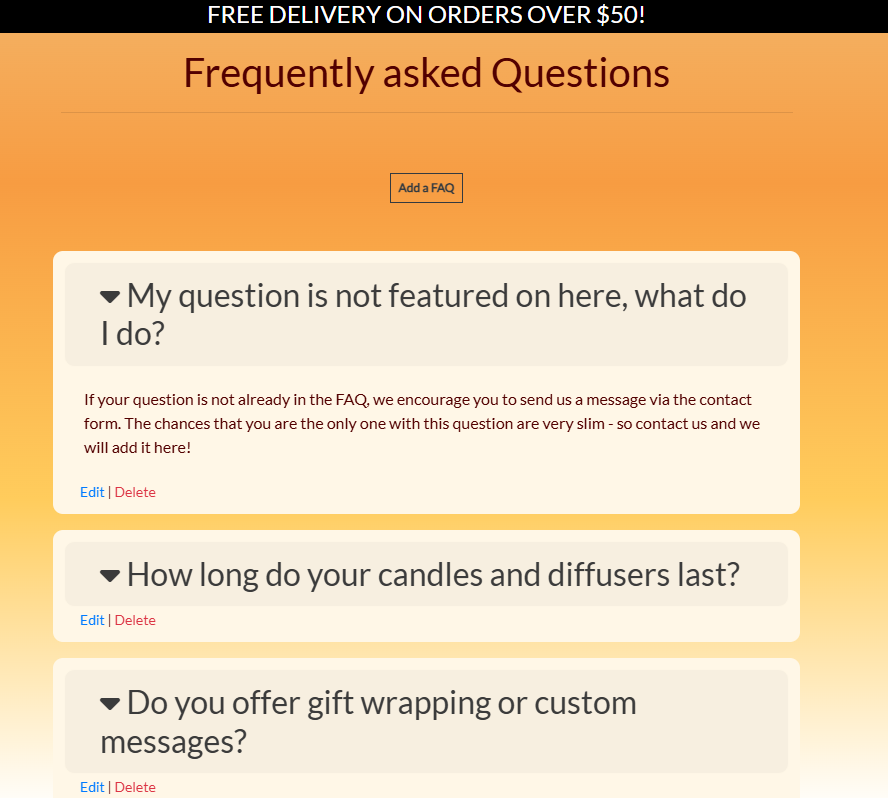 FREE DELIVERY ON ORDERS OVER $50!
Frequently asked Questions
Add a FAQ
My question is not featured on here, what do
I do?
If your question is not already in the FAQ, we encourage you to send us a message via the contact
form. The chances that you are the only one with this question are very slim - so contact us and we
will add it here!
Edit | Delete
How long do your candles and diffusers last?
Edit | Delete
Do you offer gift wrapping or custom
messages?
Edit | Delete